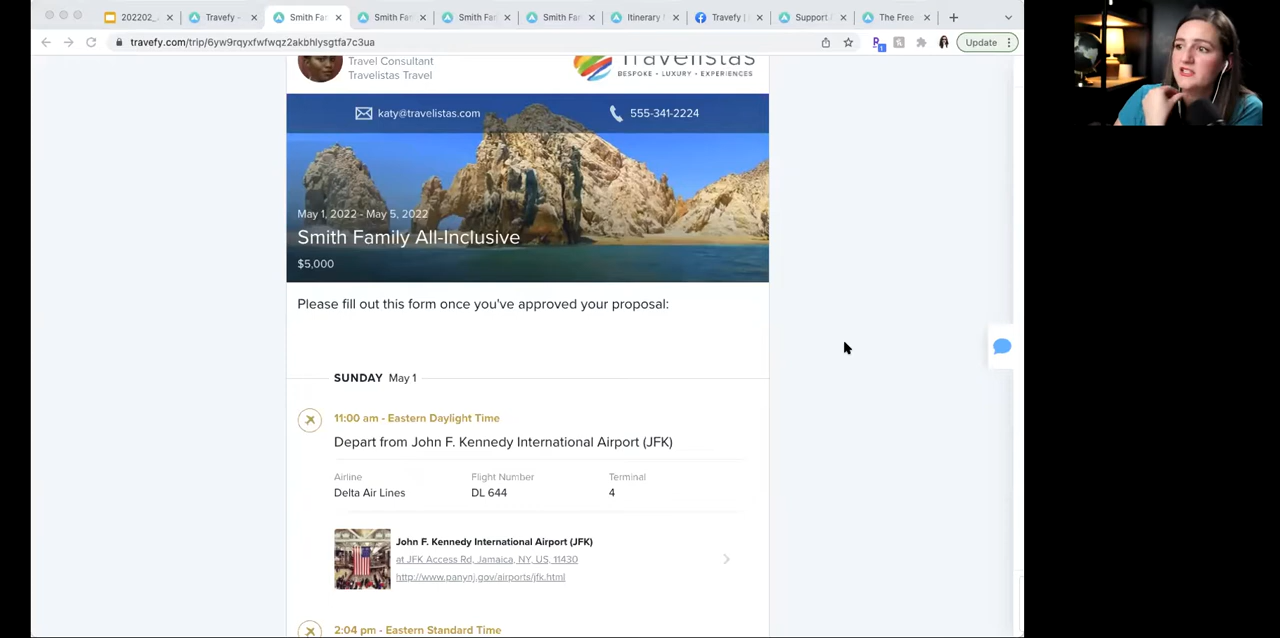 202202_
Travefy -
Smith Fa
Smith Fa
Smith Fa
Smith Fa
Itinerary
Travefy |
Support
The Free
travefy.com/trip/6yw9rqyxfwfwqz2akbhlysgtfa7c3ua
Update
Travel Consultant
Travelistas Travel
Travelistas
BESPOKE • LUXURY • EXPERIENCES
katy@travelistas.com
555-341-2224
May 1, 2022 - May 5, 2022
Smith Family All-Inclusive
$5,000
Please fill out this form once you've approved your proposal:
SUNDAY May 1
11:00 am - Eastern Daylight Time
Depart from John F. Kennedy International Airport (JFK)
Airline Flight Number Terminal
Delta Air Lines DL 644 4
John F. Kennedy International Airport (JFK)
at JFK Access Rd, Jamaica, NY, US, 11430
http://www.panynj.gov/airports/jfk.html
2:04 pm - Eastern Standard Time